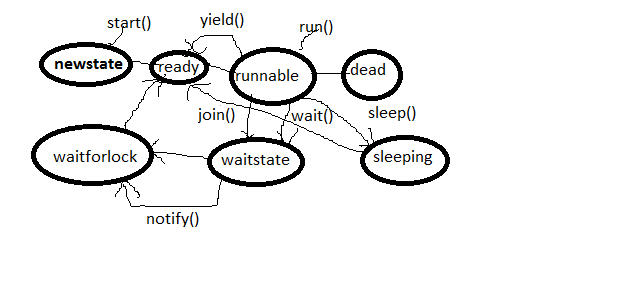 start()
yield()
run()
newstate
ready
runnable
dead
join()
wait()
sleep()
waitforlock
waitstate
sleeping
notify()